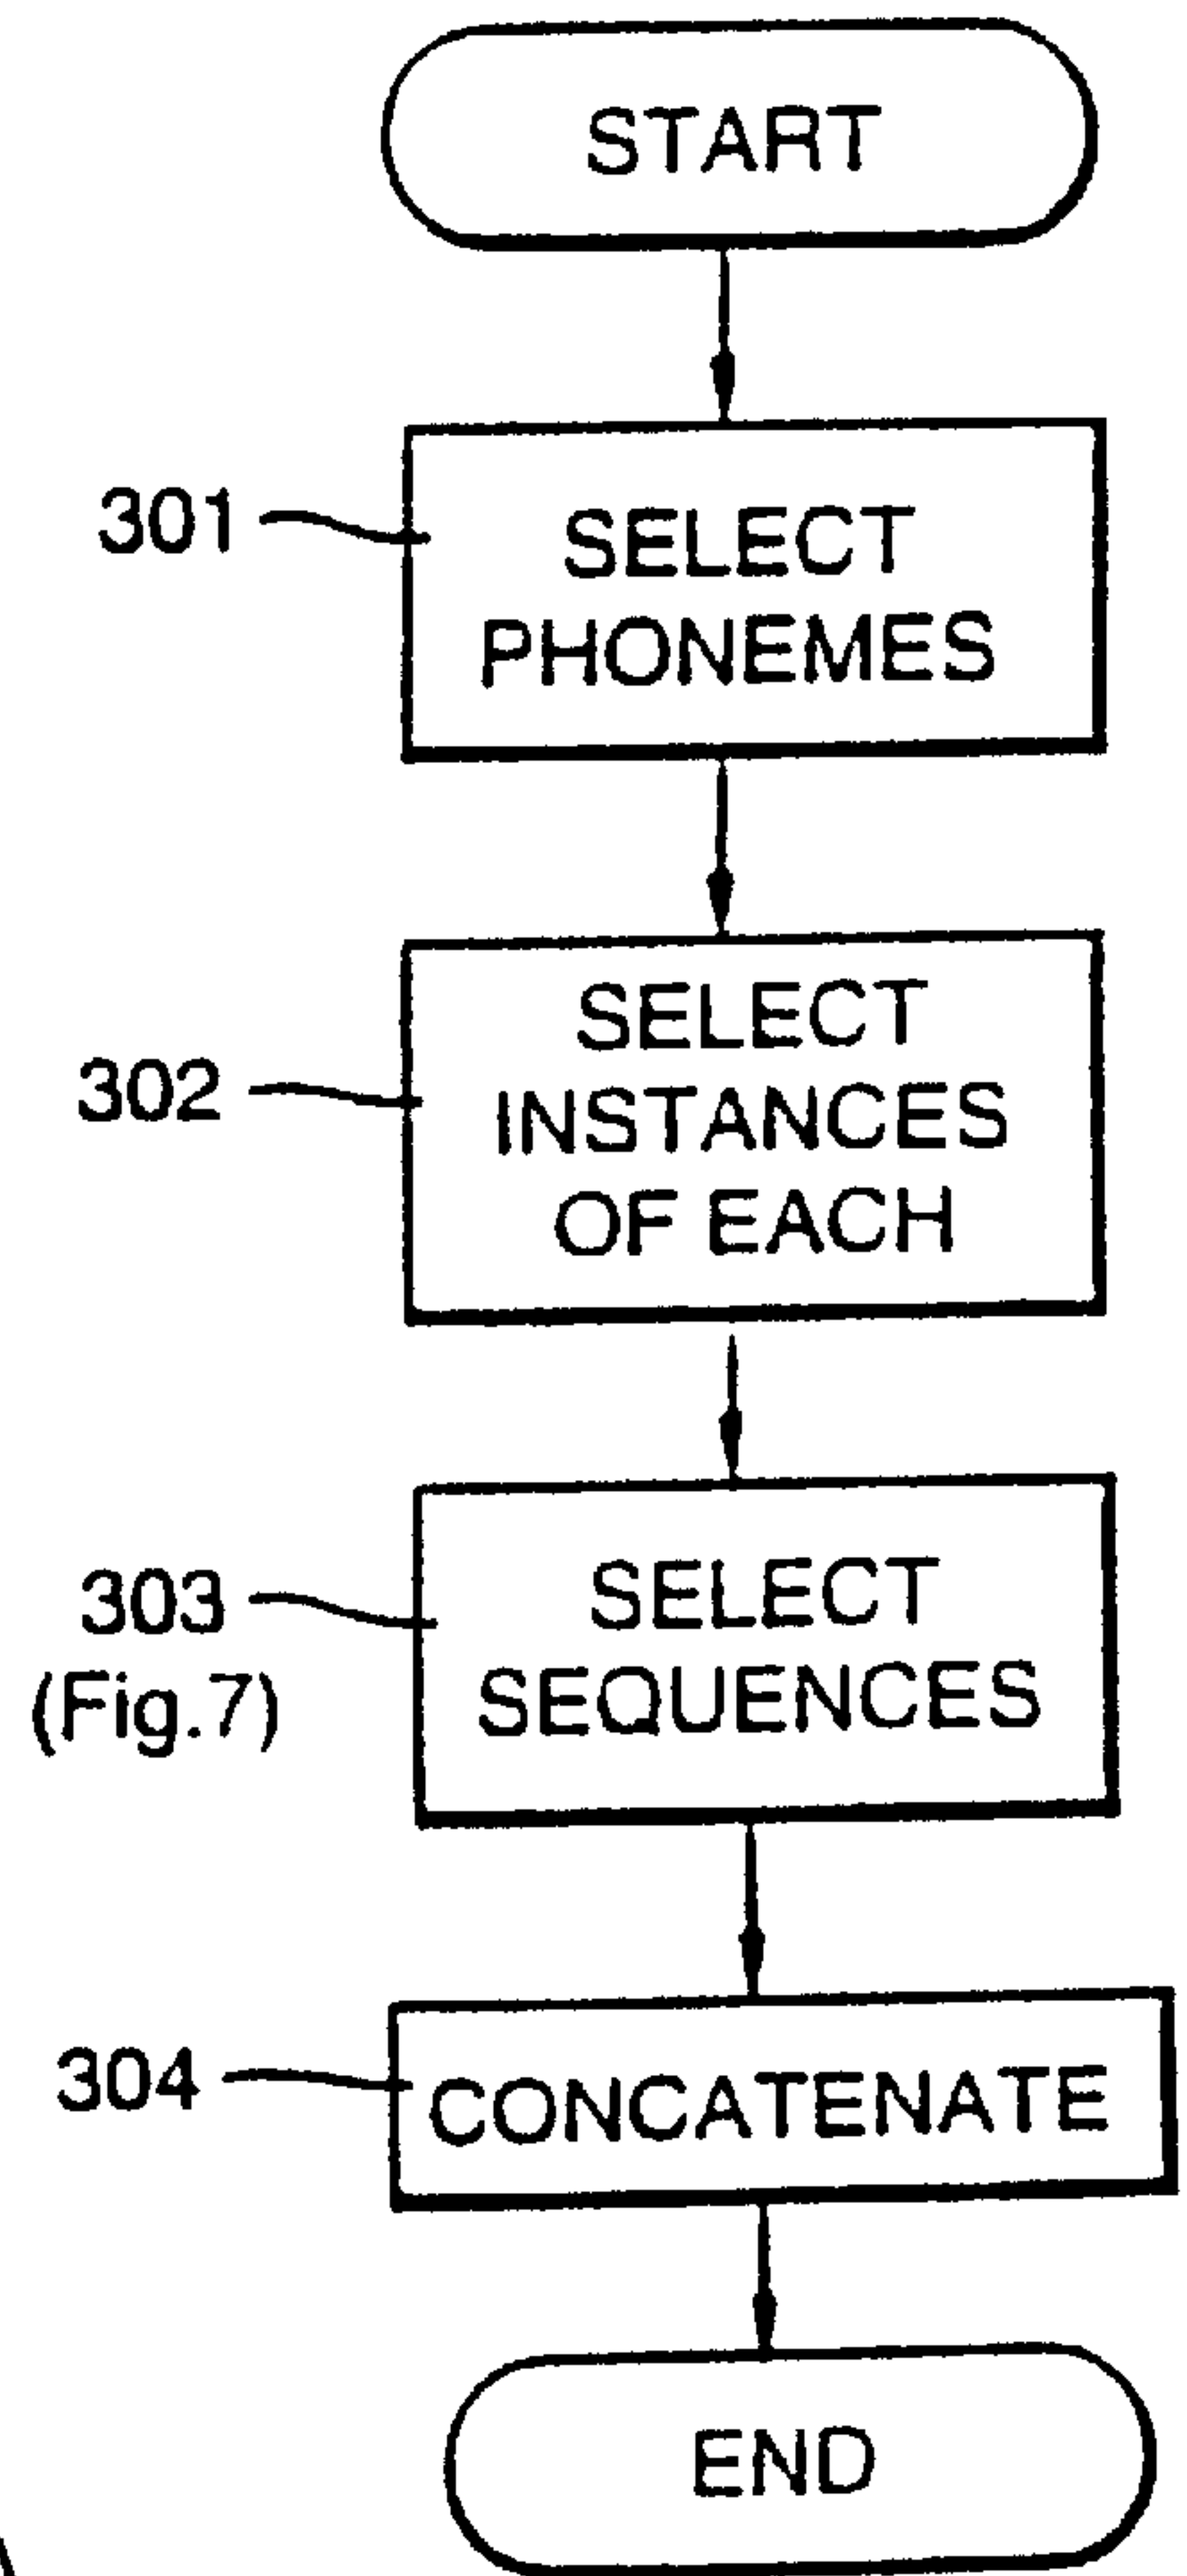 START
301
SELECT
PHONEMES
302
SELECT
INSTANCES
OF EACH
303
(Fig.7)
SELECT
SEQUENCES
304
CONCATENATE
END